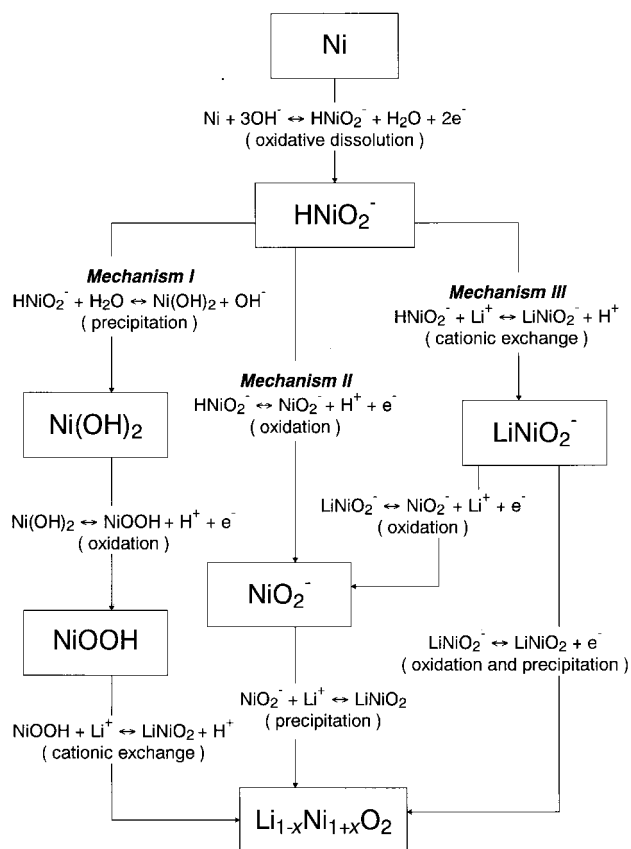 Ni
Ni + 3OH⁻ ↔ HNiO₂⁻ + H₂O + 2e⁻
( oxidative dissolution )
HNiO₂⁻
Mechanism I
HNiO₂⁻ + H₂O ↔ Ni(OH)₂ + OH⁻
( precipitation )
Mechanism III
HNiO₂⁻ + Li⁺ ↔ LiNiO₂⁻ + H⁺
( cationic exchange )
Mechanism II
HNiO₂⁻ ↔ NiO₂⁻ + H⁺ + e⁻
( oxidation )
Ni(OH)₂
LiNiO₂⁻
Ni(OH)₂ ↔ NiOOH + H⁺ + e⁻
( oxidation )
LiNiO₂⁻ ↔ NiO₂⁻ + Li⁺ + e⁻
( oxidation )
NiOOH
NiO₂⁻
LiNiO₂⁻ ↔ LiNiO₂ + e⁻
( oxidation and precipitation )
NiO₂⁻ + Li⁺ ↔ LiNiO₂
( precipitation )
NiOOH + Li⁺ ↔ LiNiO₂ + H⁺
( cationic exchange )
Li₁₋ₓNi₁₊ₓO₂